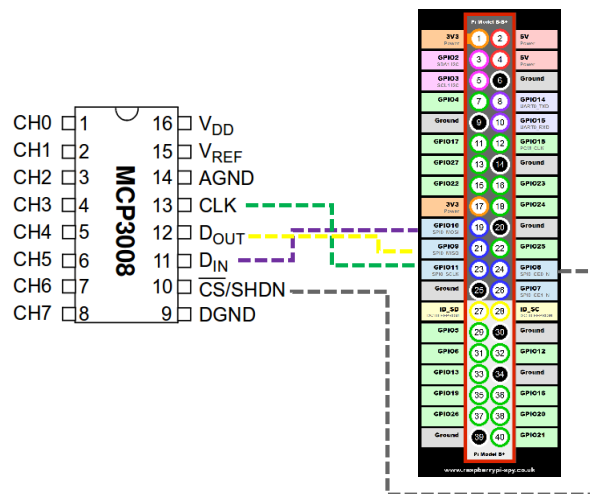 Pi Model B/B+
3V3 Power 1 2 5V Power
GPIO2 SDA1 I2C 3 4 5V Power
GPIO3 SCL1 I2C 5 6 Ground
GPIO4 7 8 GPIO14 UART0_TXD
Ground 9 10 GPIO15 UART0_RXD
GPIO17 11 12 GPIO18 PCM_CLK
GPIO27 13 14 Ground
GPIO22 15 16 GPIO23
3V3 Power 17 18 GPIO24
GPIO10 SPI0_MOSI 19 20 Ground
GPIO9 SPI0_MISO 21 22 GPIO25
GPIO11 SPI0_SCLK 23 24 GPIO8 SPI0_CE0_N
Ground 25 26 GPIO7 SPI0_CE1_N
ID_SD I2C ID EEPROM 27 28 ID_SC I2C ID EEPROM
GPIO5 29 30 Ground
GPIO6 31 32 GPIO12
GPIO13 33 34 Ground
GPIO19 35 36 GPIO16
GPIO26 37 38 GPIO20
Ground 39 40 GPIO21
Pi Model B+
www.raspberrypi-spy.co.uk
CH0 1 16 VDD
CH1 2 15 VREF
CH2 3 14 AGND
CH3 4 13 CLK
CH4 5 12 DOUT
CH5 6 11 DIN
CH6 7 10 CS/SHDN
CH7 8 9 DGND
MCP3008